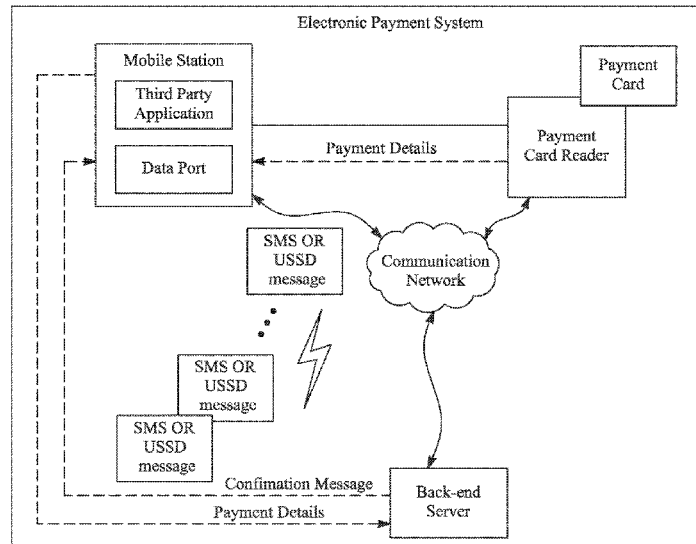 Electronic Payment System
Mobile Station
Third Party
Application
Data Port
Payment
Card
Payment
Card Reader
Payment Details
Communication
Network
SMS OR
USSD
message
SMS OR
USSD
message
SMS OR
USSD
message
Confimation Message
Payment Details
Back-end
Server